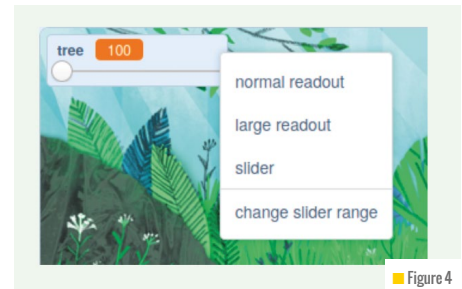 tree 100
normal readout
large readout
slider
change slider range
Figure 4